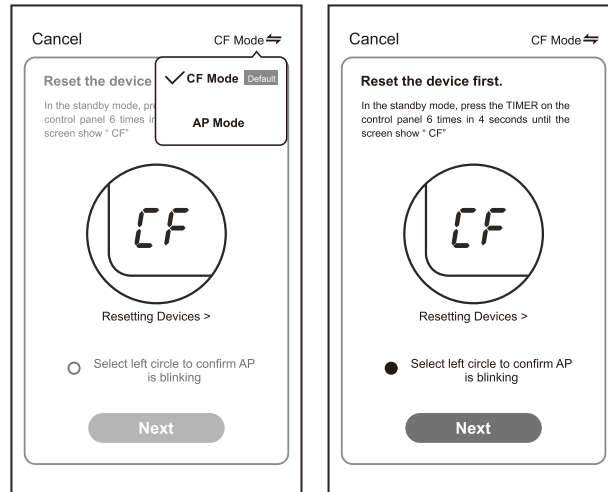 Cancel
CF Mode
Reset the device
CF Mode Default
AP Mode
In the standby mode, pre
control panel 6 times in
screen show “ CF”
CF
Resetting Devices >
Select left circle to confirm AP
is blinking
Next
Cancel
CF Mode
Reset the device first.
In the standby mode, press the TIMER on the
control panel 6 times in 4 seconds until the
screen show “ CF”
CF
Resetting Devices >
Select left circle to confirm AP
is blinking
Next